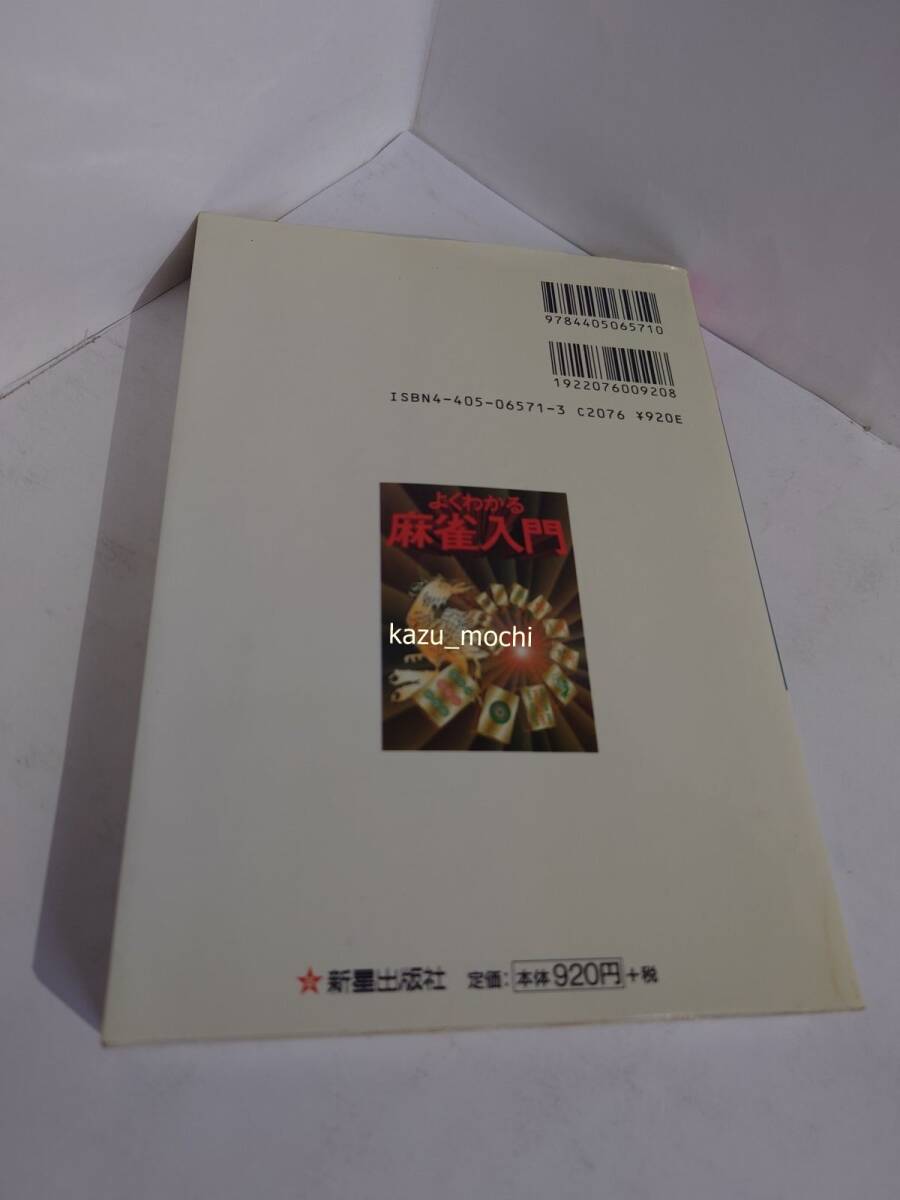 9784405065710
1922076009208
ISBN4-405-06571-3 C2076 ¥920E
よくわかる
麻雀入門
kazu_mochi
新星出版社 定価:本体920円+税